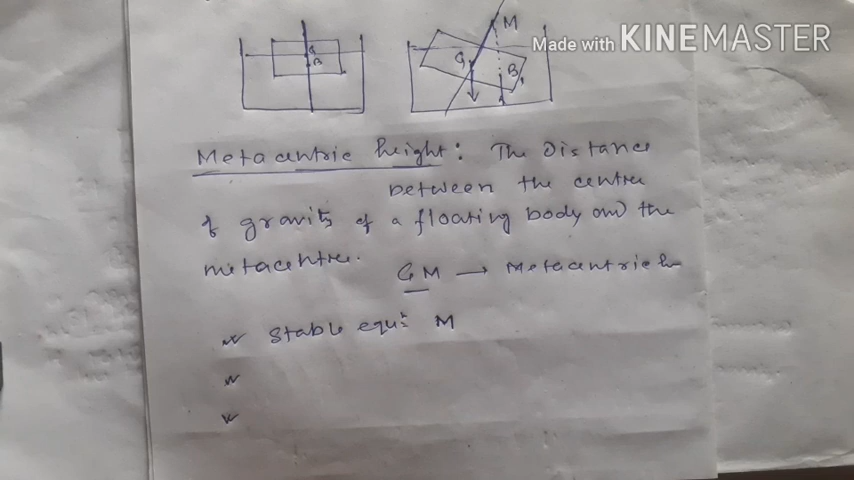 M
Made with KINEMASTER
G
B
G
B1
Metacentric height: The Distance
between the centre
of gravity of a floating body and the
metacentre.
GM → Metacentric h
Stable equi: M